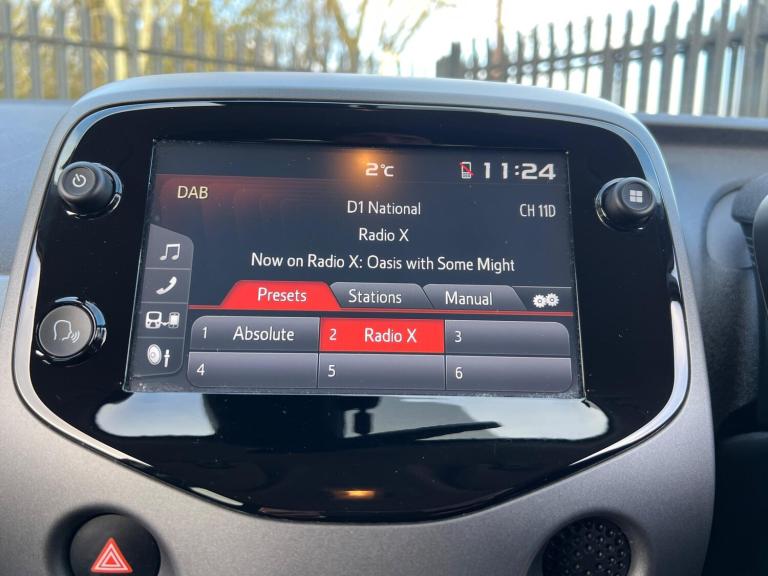 2°C 11:24
DAB
D1 National CH 11D
Radio X
Now on Radio X: Oasis with Some Might
Presets Stations Manual
1 Absolute 2 Radio X 3
4 5 6